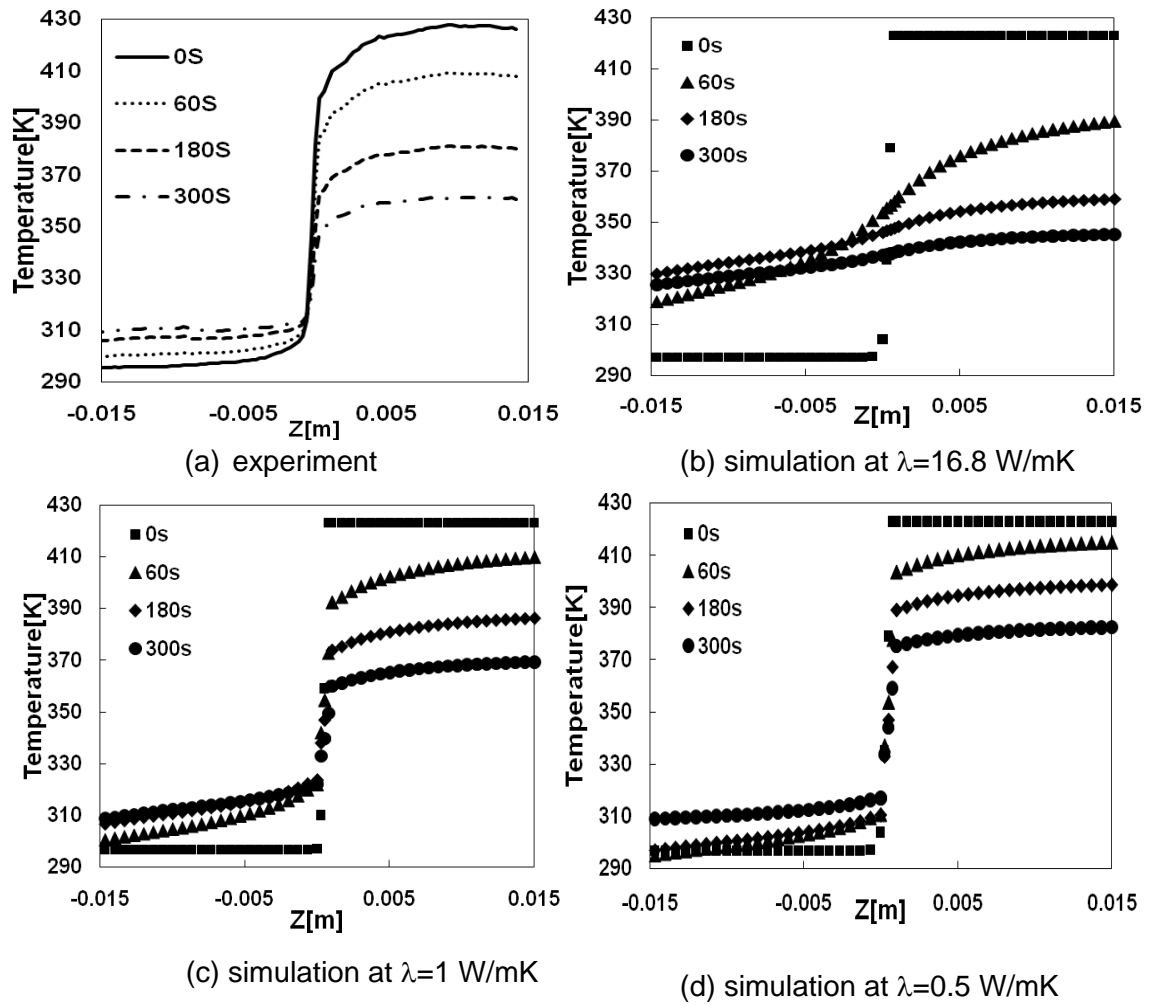 430
410
390
370
350
330
310
290
Temperature[K]
0S
60S
180S
300S
-0.015
-0.005
0.005
0.015
Z[m]
(a) experiment
430
410
390
370
350
330
310
290
Temperature[K]
0s
60s
180s
300s
-0.015
-0.005
0.005
0.015
Z[m]
(b) simulation at λ=16.8 W/mK
430
410
390
370
350
330
310
290
Temperature[K]
0s
60s
180s
300s
-0.015
-0.005
0.005
0.015
Z[m]
(c) simulation at λ=1 W/mK
430
410
390
370
350
330
310
290
Temperature[K]
0s
60s
180s
300s
-0.015
-0.005
0.005
0.015
Z[m]
(d) simulation at λ=0.5 W/mK